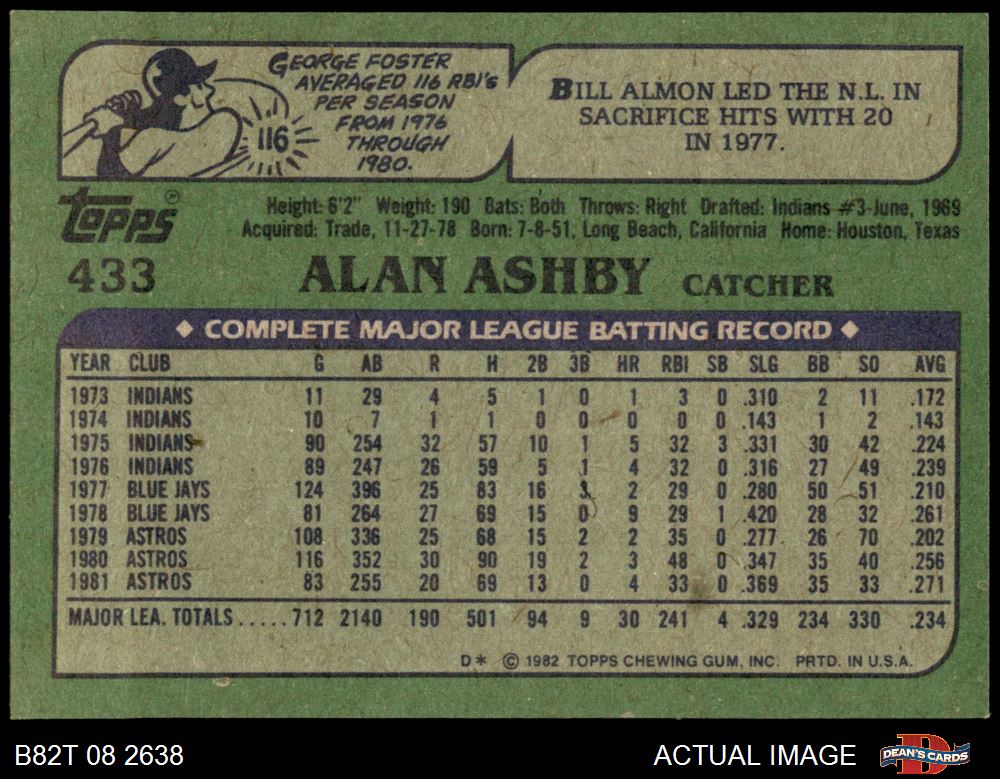 GEORGE FOSTER
AVERAGED 116 RBI's
PER SEASON
FROM 1976
THROUGH
1980.
116
BILL ALMON LED THE N.L. IN
SACRIFICE HITS WITH 20
IN 1977.
TOPPS ®
Height: 6'2" Weight: 190 Bats: Both Throws: Right Drafted: Indians #3-June, 1969
Acquired: Trade, 11-27-78 Born: 7-8-51, Long Beach, California Home: Houston, Texas
433 ALAN ASHBY CATCHER
◆ COMPLETE MAJOR LEAGUE BATTING RECORD ◆
YEAR CLUB G AB R H 2B 3B HR RBI SB SLG BB SO AVG
1973 INDIANS 11 29 4 5 1 0 1 3 0 .310 2 11 .172
1974 INDIANS 10 7 1 1 0 0 0 0 0 .143 1 2 .143
1975 INDIANS 90 254 32 57 10 1 5 32 3 .331 30 42 .224
1976 INDIANS 89 247 26 59 5 1 4 32 0 .316 27 49 .239
1977 BLUE JAYS 124 396 25 83 16 3 2 29 0 .280 50 51 .210
1978 BLUE JAYS 81 264 27 69 15 0 9 29 1 .420 28 32 .261
1979 ASTROS 108 336 25 68 15 2 2 35 0 .277 26 70 .202
1980 ASTROS 116 352 30 90 19 2 3 48 0 .347 35 40 .256
1981 ASTROS 83 255 20 69 13 0 4 33 0 .369 35 33 .271
MAJOR LEA. TOTALS.....712 2140 190 501 94 9 30 241 4 .329 234 330 .234
D* © 1982 TOPPS CHEWING GUM, INC. PRTD. IN U.S.A.
B82T 08 2638 ACTUAL IMAGE D DEAN'S CARDS